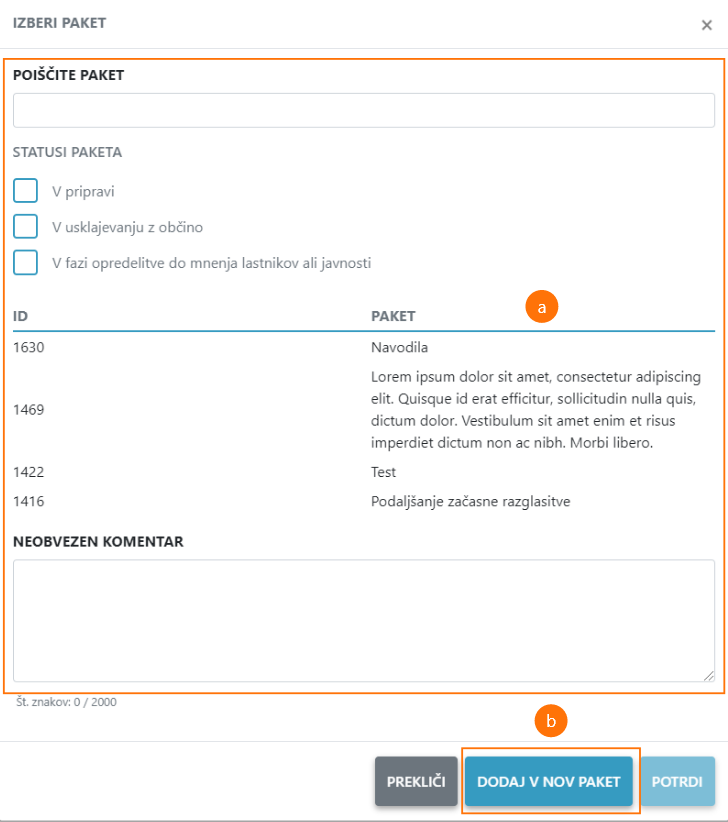 IZBERI PAKET
×
POIŠČITE PAKET
STATUSI PAKETA
V pripravi
V usklajevanju z občino
V fazi opredelitve do mnenja lastnikov ali javnosti
a
ID PAKET
1630 Navodila
1469 Lorem ipsum dolor sit amet, consectetur adipiscing
elit. Quisque id erat efficitur, sollicitudin nulla quis,
dictum dolor. Vestibulum sit amet enim et risus
imperdiet dictum non ac nibh. Morbi libero.
1422 Test
1416 Podaljšanje začasne razglasitve
NEOBVEZEN KOMENTAR
Št. znakov: 0 / 2000
b
PREKLIČI DODAJ V NOV PAKET POTRDI